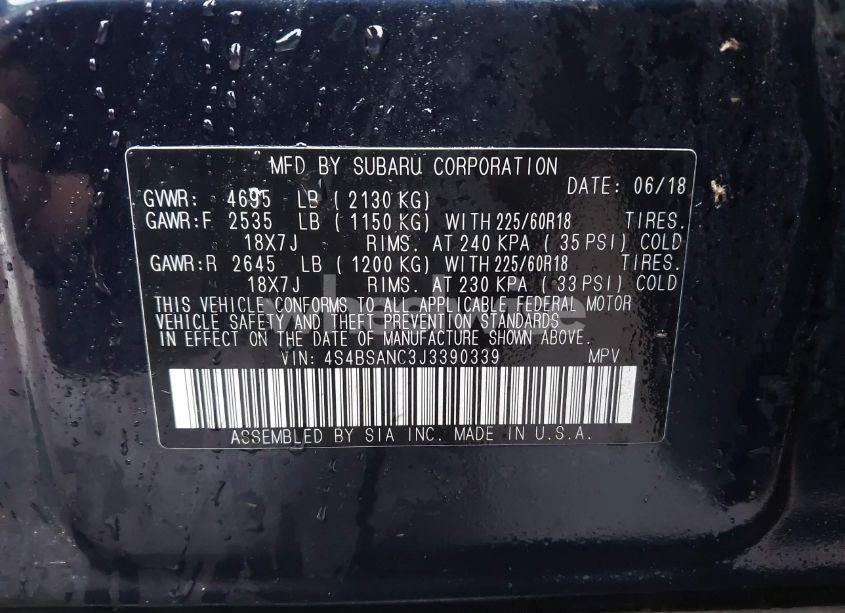 MFD BY SUBARU CORPORATION
DATE: 06/18
GVWR: 4695 LB ( 2130 KG)
GAWR:F 2535 LB ( 1150 KG) WITH 225/60R18 TIRES.
18X7J RIMS. AT 240 KPA ( 35 PSI) COLD
GAWR:R 2645 LB ( 1200 KG) WITH 225/60R18 TIRES.
18X7J RIMS. AT 230 KPA ( 33 PSI) COLD
THIS VEHICLE CONFORMS TO ALL APPLICABLE FEDERAL MOTOR
VEHICLE SAFETY AND THEFT PREVENTION STANDARDS
IN EFFECT ON THE DATE OF MANUFACTURE SHOWN ABOVE.
VIN: 4S4BSANC3J3390339 MPV
ASSEMBLED BY SIA INC. MADE IN U.S.A.